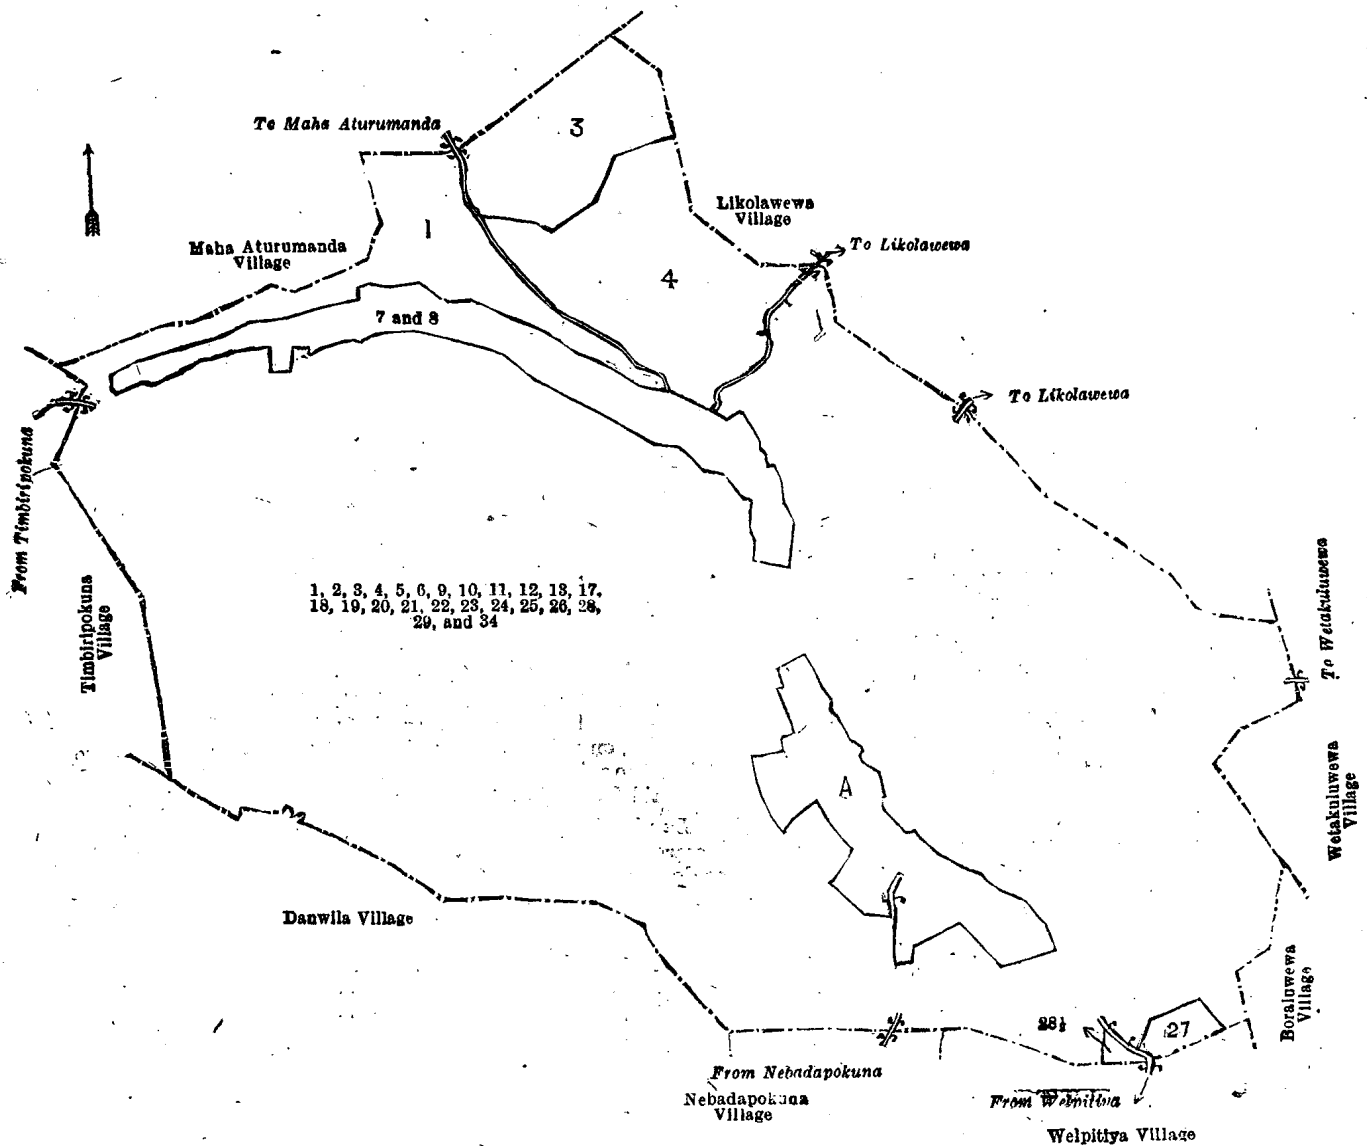 To Maha Aturumanda
3
Likolawewa
Village
1
To Likolawewa
Maha Aturumanda
Village
4
7 and 8
To Likolawewa
From Timbiripokuna
1, 2, 3, 4, 5, 6, 9, 10, 11, 12, 13, 17,
18, 19, 20, 21, 22, 23, 24, 25, 26, 28,
29, and 34
To Wetakuluwewa
Timbiripokuna
Village
A
Wetakuluwewa
Village
Danwila Village
Boraluwewa
Village
27
From Nebadapokuna
Nebadapokuna
Village
From Welpitiya
Welpitiya Village